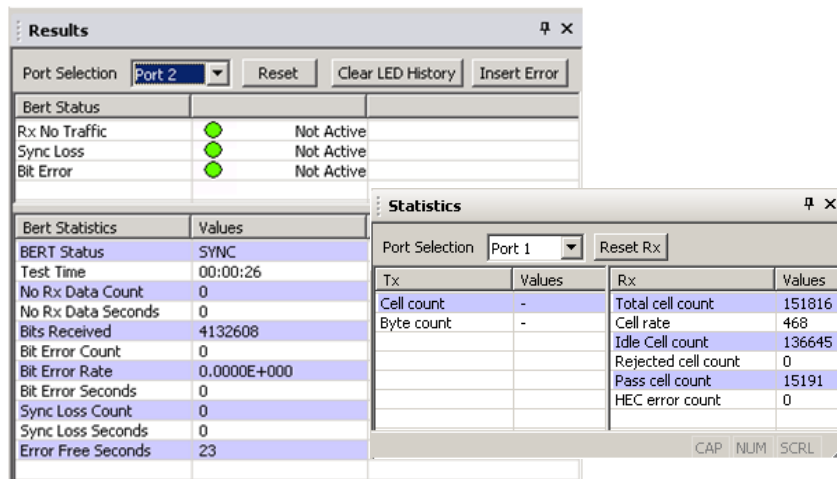 Results
Port Selection Port 2 Reset Clear LED History Insert Error
Bert Status
Rx No Traffic Not Active
Sync Loss Not Active
Bit Error Not Active
Bert Statistics Values
BERT Status SYNC
Test Time 00:00:26
No Rx Data Count 0
No Rx Data Seconds 0
Bits Received 4132608
Bit Error Count 0
Bit Error Rate 0.0000E+000
Bit Error Seconds 0
Sync Loss Count 0
Sync Loss Seconds 0
Error Free Seconds 23
Statistics
Port Selection Port 1 Reset Rx
Tx Values Rx Values
Cell count - Total cell count 151816
Byte count - Cell rate 468
Idle Cell count 136645
Rejected cell count 0
Pass cell count 15191
HEC error count 0
CAP NUM SCRL